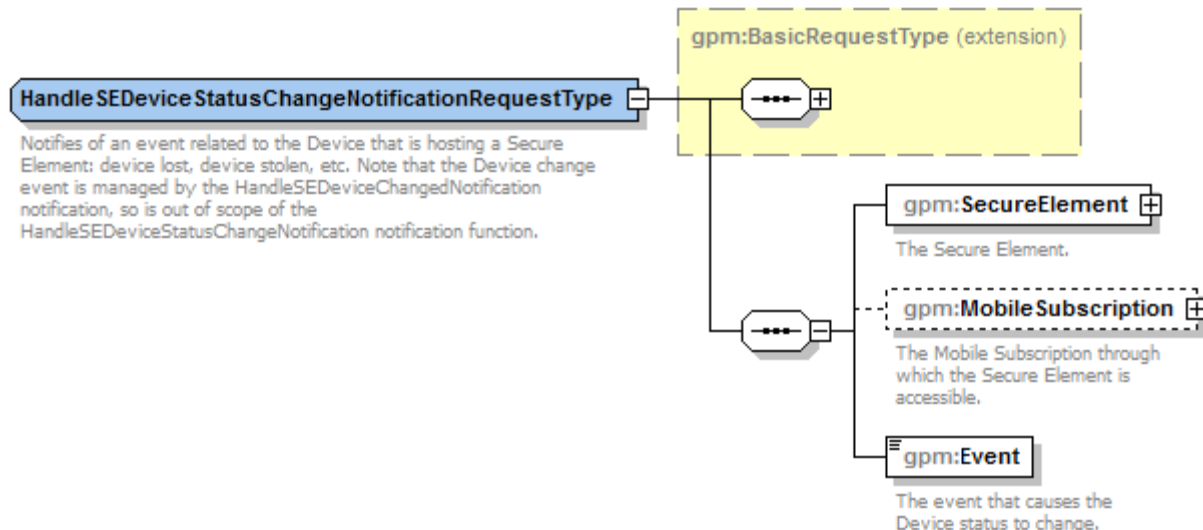 gpm:BasicRequestType (extension)
HandleSEDeviceStatusChangeNotificationRequestType
Notifies of an event related to the Device that is hosting a Secure
Element: device lost, device stolen, etc. Note that the Device change
event is managed by the HandleSEDeviceChangedNotification
notification, so is out of scope of the
HandleSEDeviceStatusChangeNotification notification function.
gpm:SecureElement
The Secure Element.
gpm:MobileSubscription
The Mobile Subscription through
which the Secure Element is
accessible.
gpm:Event
The event that causes the
Device status to change.